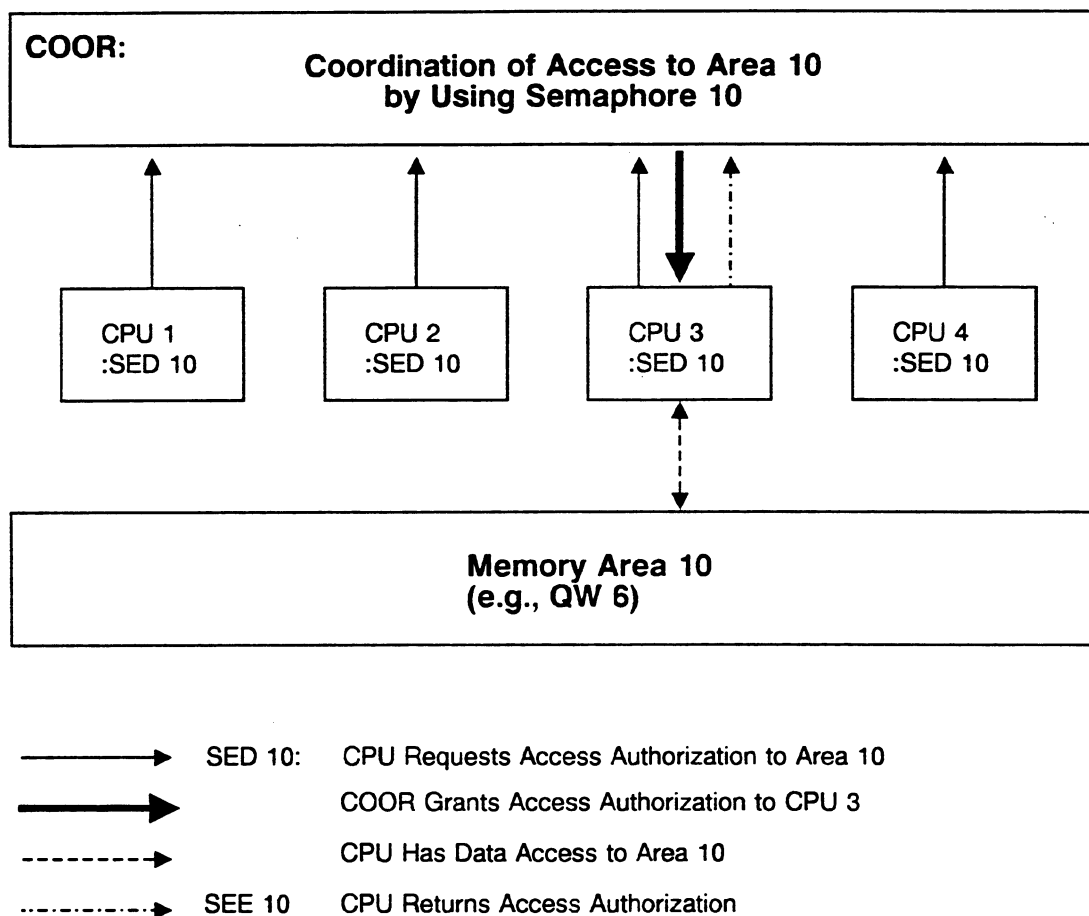 COOR:
Coordination of Access to Area 10
by Using Semaphore 10
CPU 1
:SED 10
CPU 2
:SED 10
CPU 3
:SED 10
CPU 4
:SED 10
Memory Area 10
(e.g., QW 6)
SED 10: CPU Requests Access Authorization to Area 10
COOR Grants Access Authorization to CPU 3
CPU Has Data Access to Area 10
SEE 10 CPU Returns Access Authorization